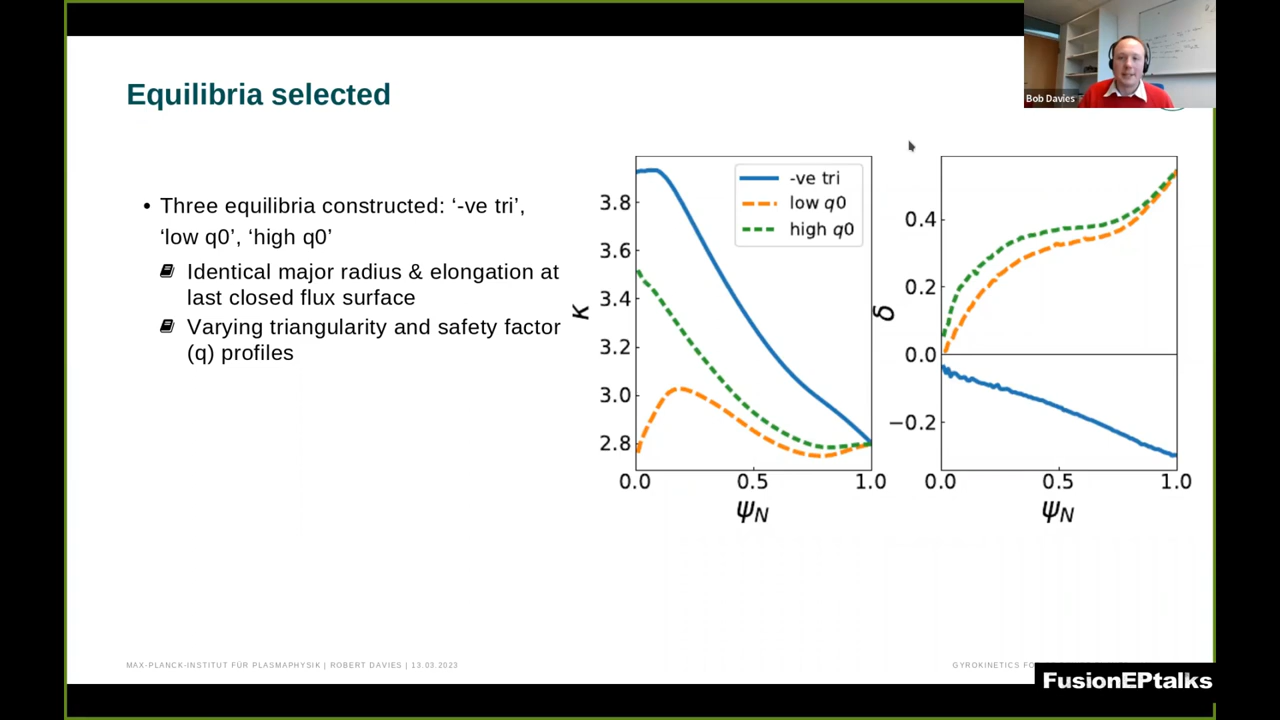 Equilibria selected
Bob Davies
• Three equilibria constructed: ‘-ve tri’,
‘low q0’, ‘high q0’
Identical major radius & elongation at
last closed flux surface
Varying triangularity and safety factor
(q) profiles
κ
3.8
3.6
3.4
3.2
3.0
2.8
0.0 0.5 1.0
ψN
-ve tri
low q0
high q0
δ
0.4
0.2
0.0
−0.2
0.0 0.5 1.0
ψN
MAX-PLANCK-INSTITUT FÜR PLASMAPHYSIK | ROBERT DAVIES | 13.03.2023
GYROKINETICS
FusionEPtalks